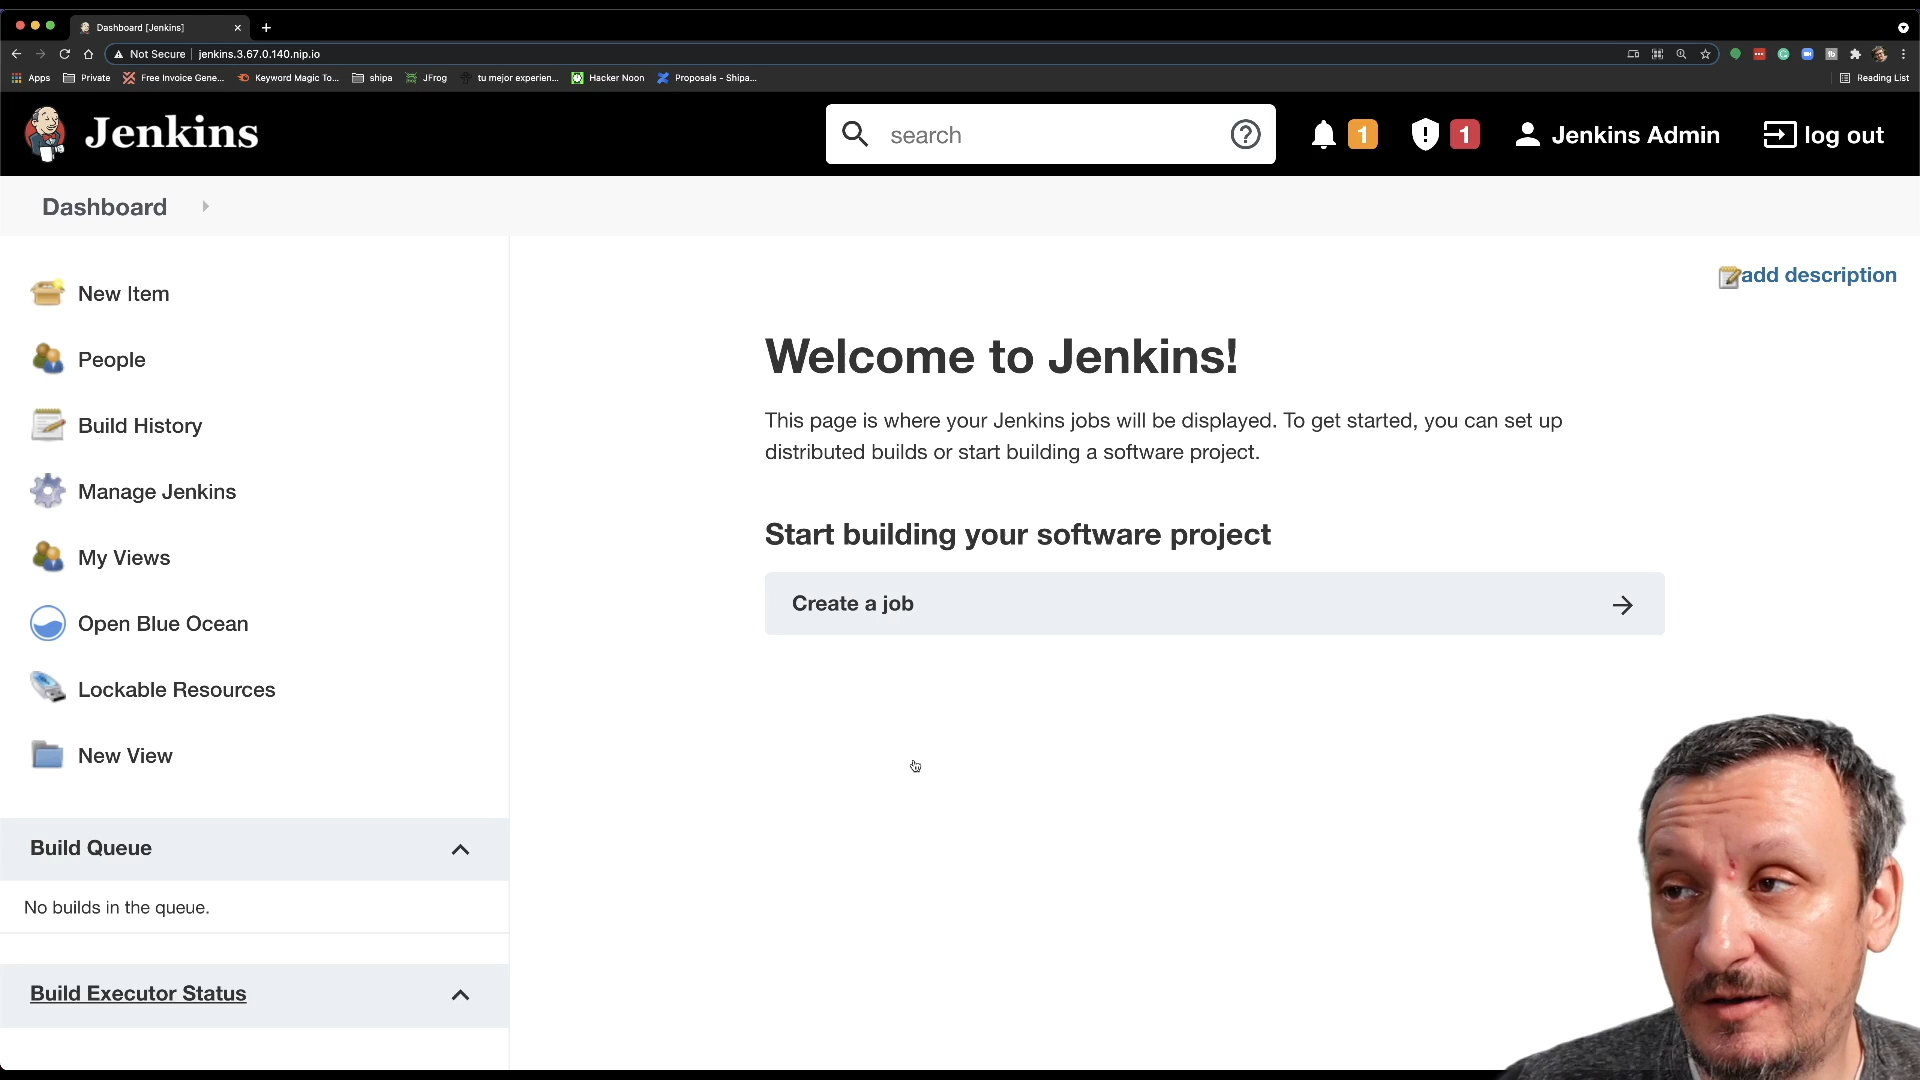 Dashboard [Jenkins]
Not Secure
jenkins.3.67.0.140.nip.io
Apps
Private
Free Invoice Gene...
Keyword Magic To...
shipa
JFrog
tu mejor experien...
Hacker Noon
Proposals - Shipa...
Reading List
Jenkins
search
1
1
Jenkins Admin
log out
Dashboard
New Item
People
Build History
Manage Jenkins
My Views
Open Blue Ocean
Lockable Resources
New View
Build Queue
No builds in the queue.
Build Executor Status
add description
Welcome to Jenkins!
This page is where your Jenkins jobs will be displayed. To get started, you can set up
distributed builds or start building a software project.
Start building your software project
Create a job